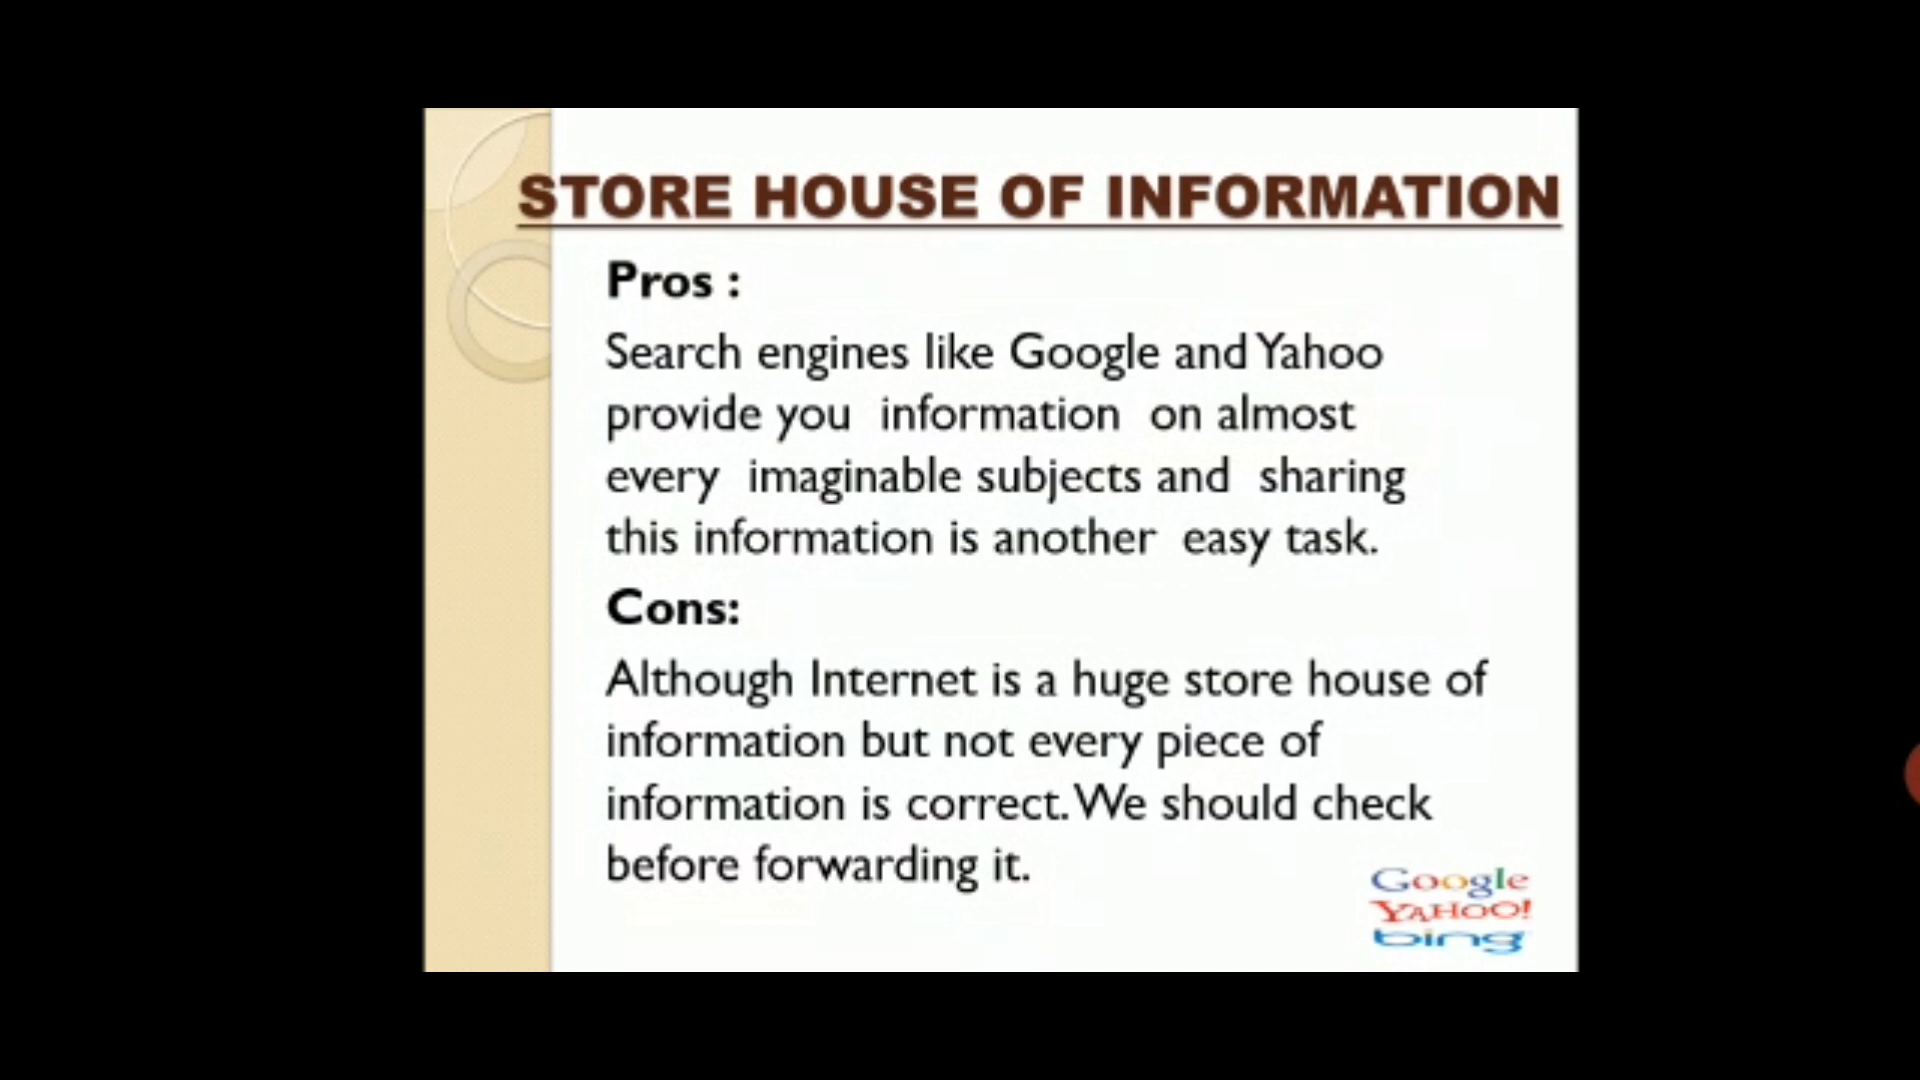 STORE HOUSE OF INFORMATION
Pros :
Search engines like Google and Yahoo
provide you information on almost
every imaginable subjects and sharing
this information is another easy task.
Cons:
Although Internet is a huge store house of
information but not every piece of
information is correct. We should check
before forwarding it.
Google
YAHOO!
bing